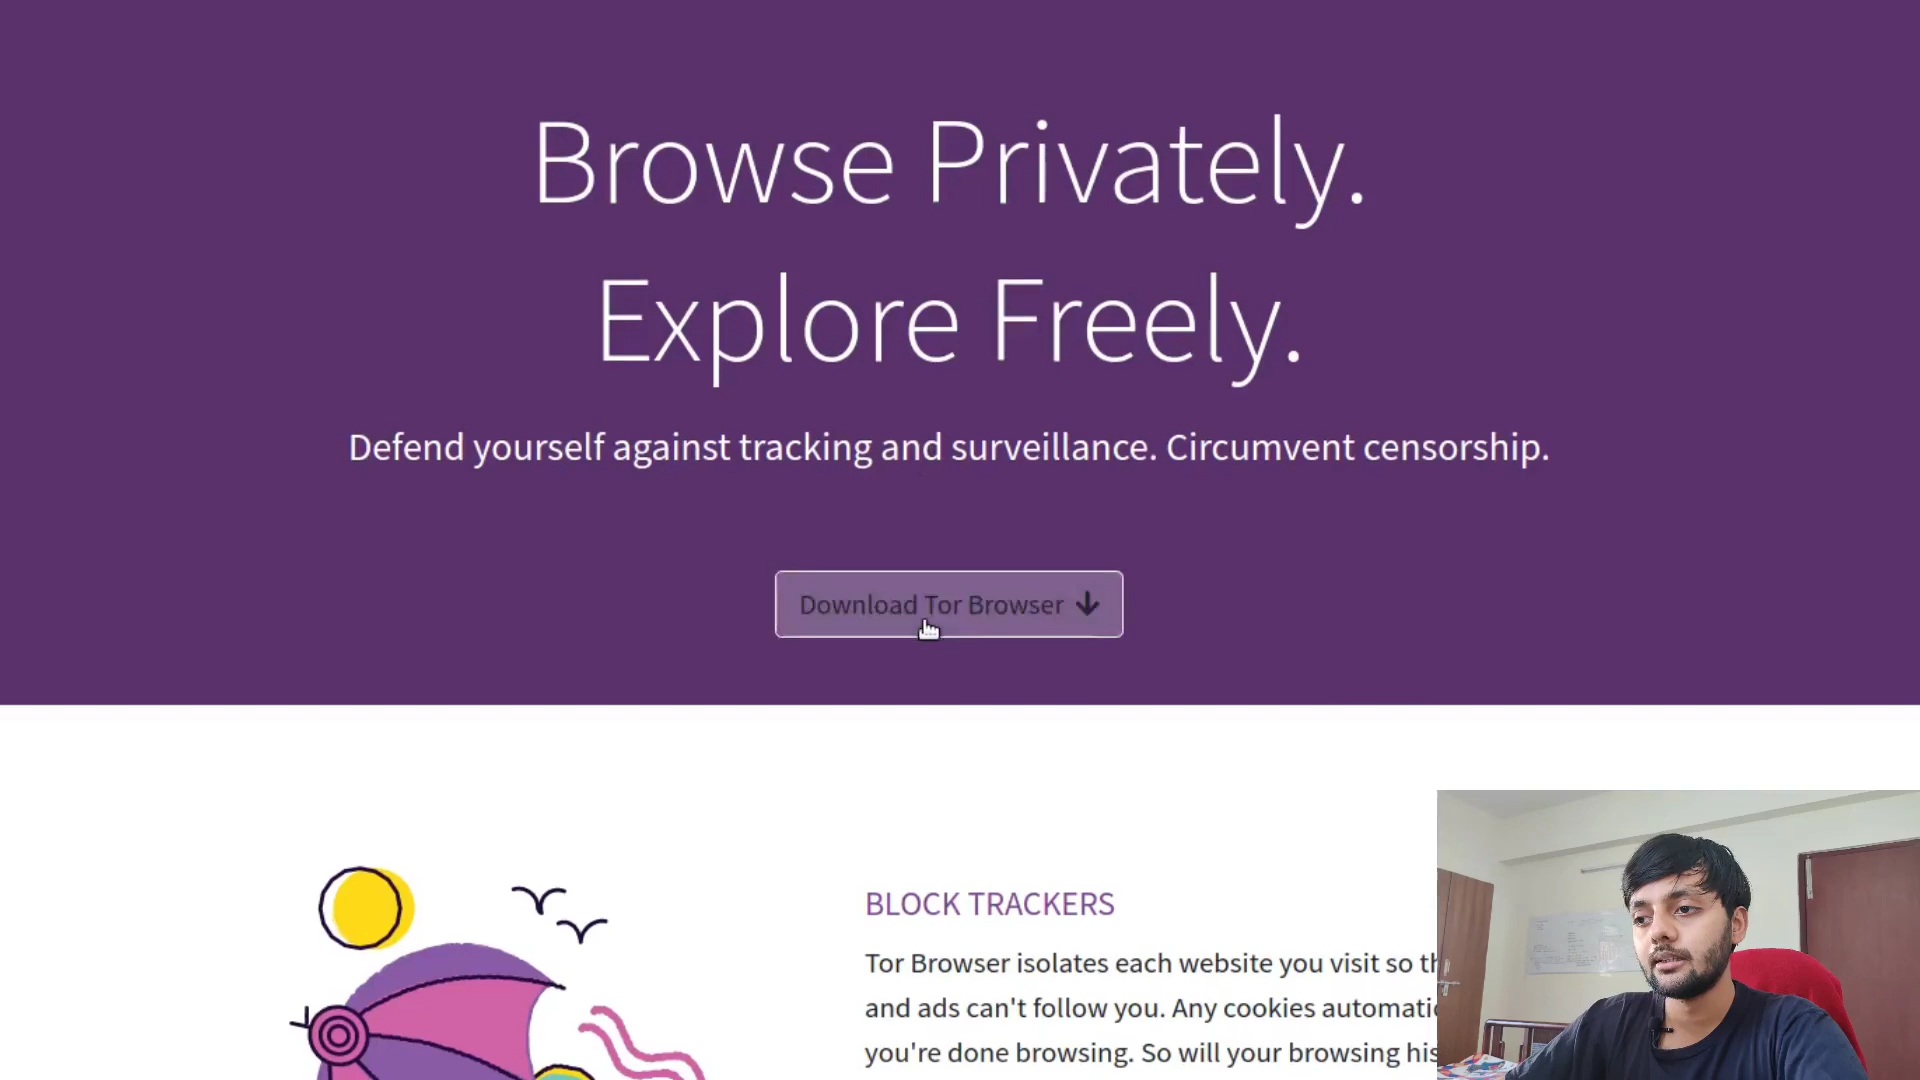 Browse Privately.
Explore Freely.
Defend yourself against tracking and surveillance. Circumvent censorship.
Download Tor Browser
BLOCK TRACKERS
Tor Browser isolates each website you visit so
and ads can't follow you. Any cookies
you're done browsing. So will your browsing